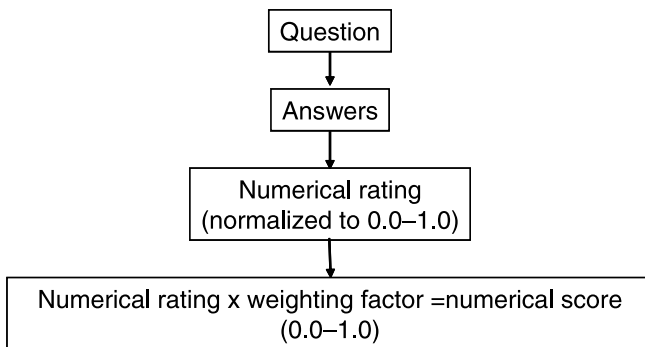 Question
Answers
Numerical rating
(normalized to 0.0–1.0)
Numerical rating x weighting factor =numerical score
(0.0–1.0)